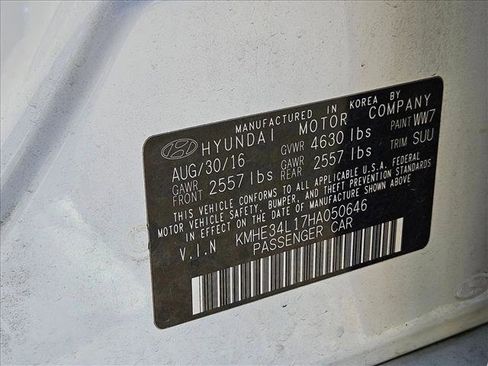 MANUFACTURED IN KOREA BY
HYUNDAI MOTOR COMPANY
AUG/30/16 GVWR 4630 lbs PAINT WW7
GAWR FRONT 2557 lbs GAWR REAR 2557 lbs TRIM SUU
THIS VEHICLE CONFORMS TO ALL APPLICABLE U.S.A. FEDERAL
MOTOR VEHICLE SAFETY, BUMPER, AND THEFT PREVENTION STANDARDS
IN EFFECT ON THE DATE OF MANUFACTURE SHOWN ABOVE.
V.I.N KMHE34L17HA050646
PASSENGER CAR